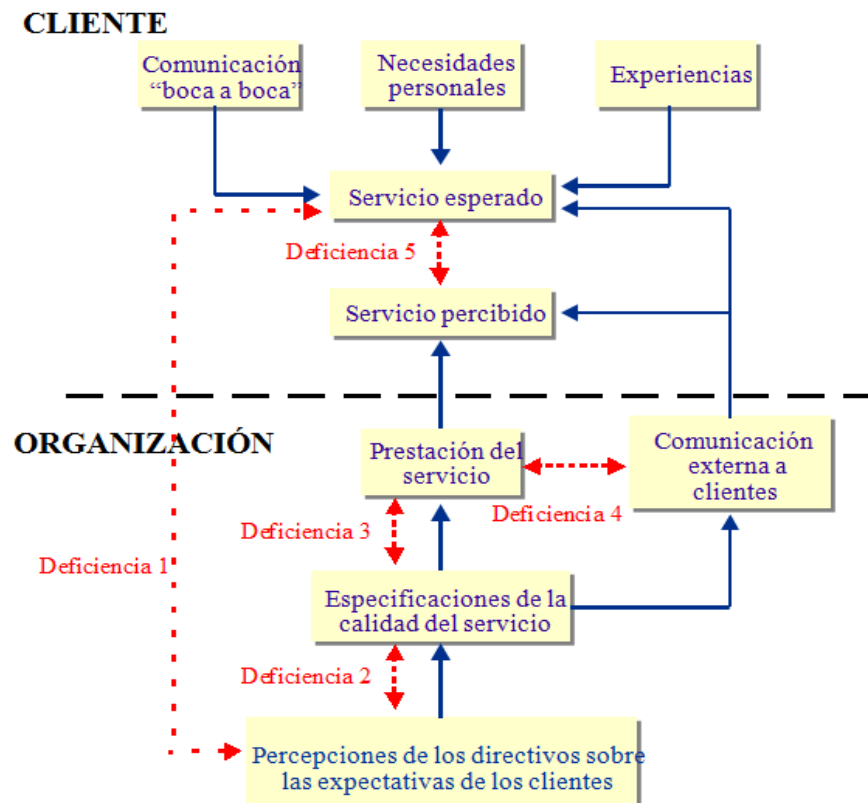 CLIENTE
Comunicación
“boca a boca”
Necesidades
personales
Experiencias
Servicio esperado
Deficiencia 5
Servicio percibido
ORGANIZACIÓN
Prestación del
servicio
Comunicación
externa a
clientes
Deficiencia 4
Deficiencia 3
Deficiencia 1
Especificaciones de la
calidad del servicio
Deficiencia 2
Percepciones de los directivos sobre
las expectativas de los clientes